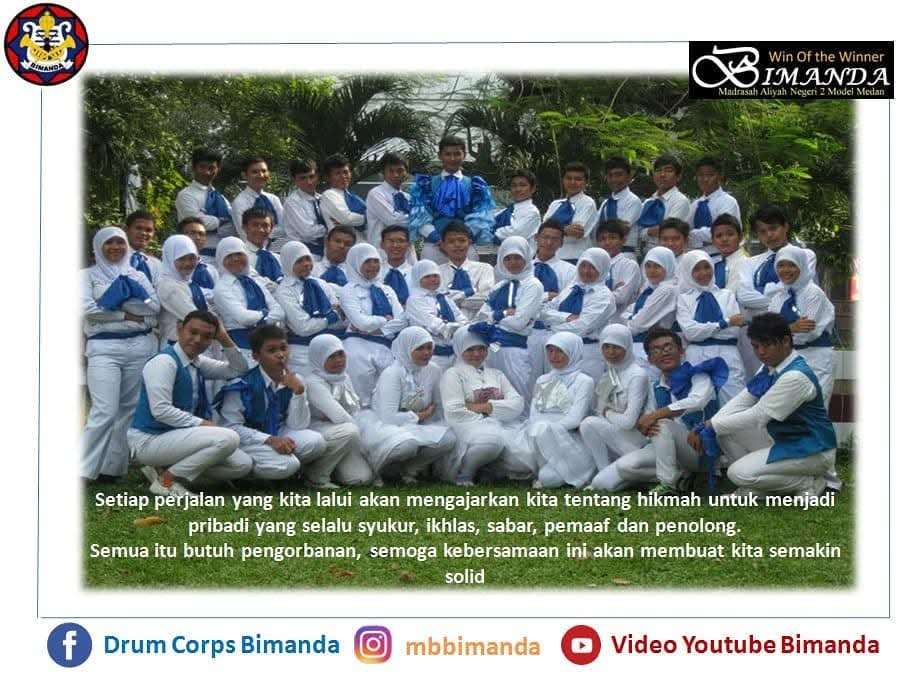 BIMANDA
Win Of the Winner
BIMANDA
Madrasah Aliyah Negeri 2 Model Medan
Setiap perjalan yang kita lalui akan mengajarkan kita tentang hikmah untuk menjadi
pribadi yang selalu syukur, ikhlas, sabar, pemaaf dan penolong.
Semua itu butuh pengorbanan, semoga kebersamaan ini akan membuat kita semakin
solid
Drum Corps Bimanda
mbbimanda
Video Youtube Bimanda